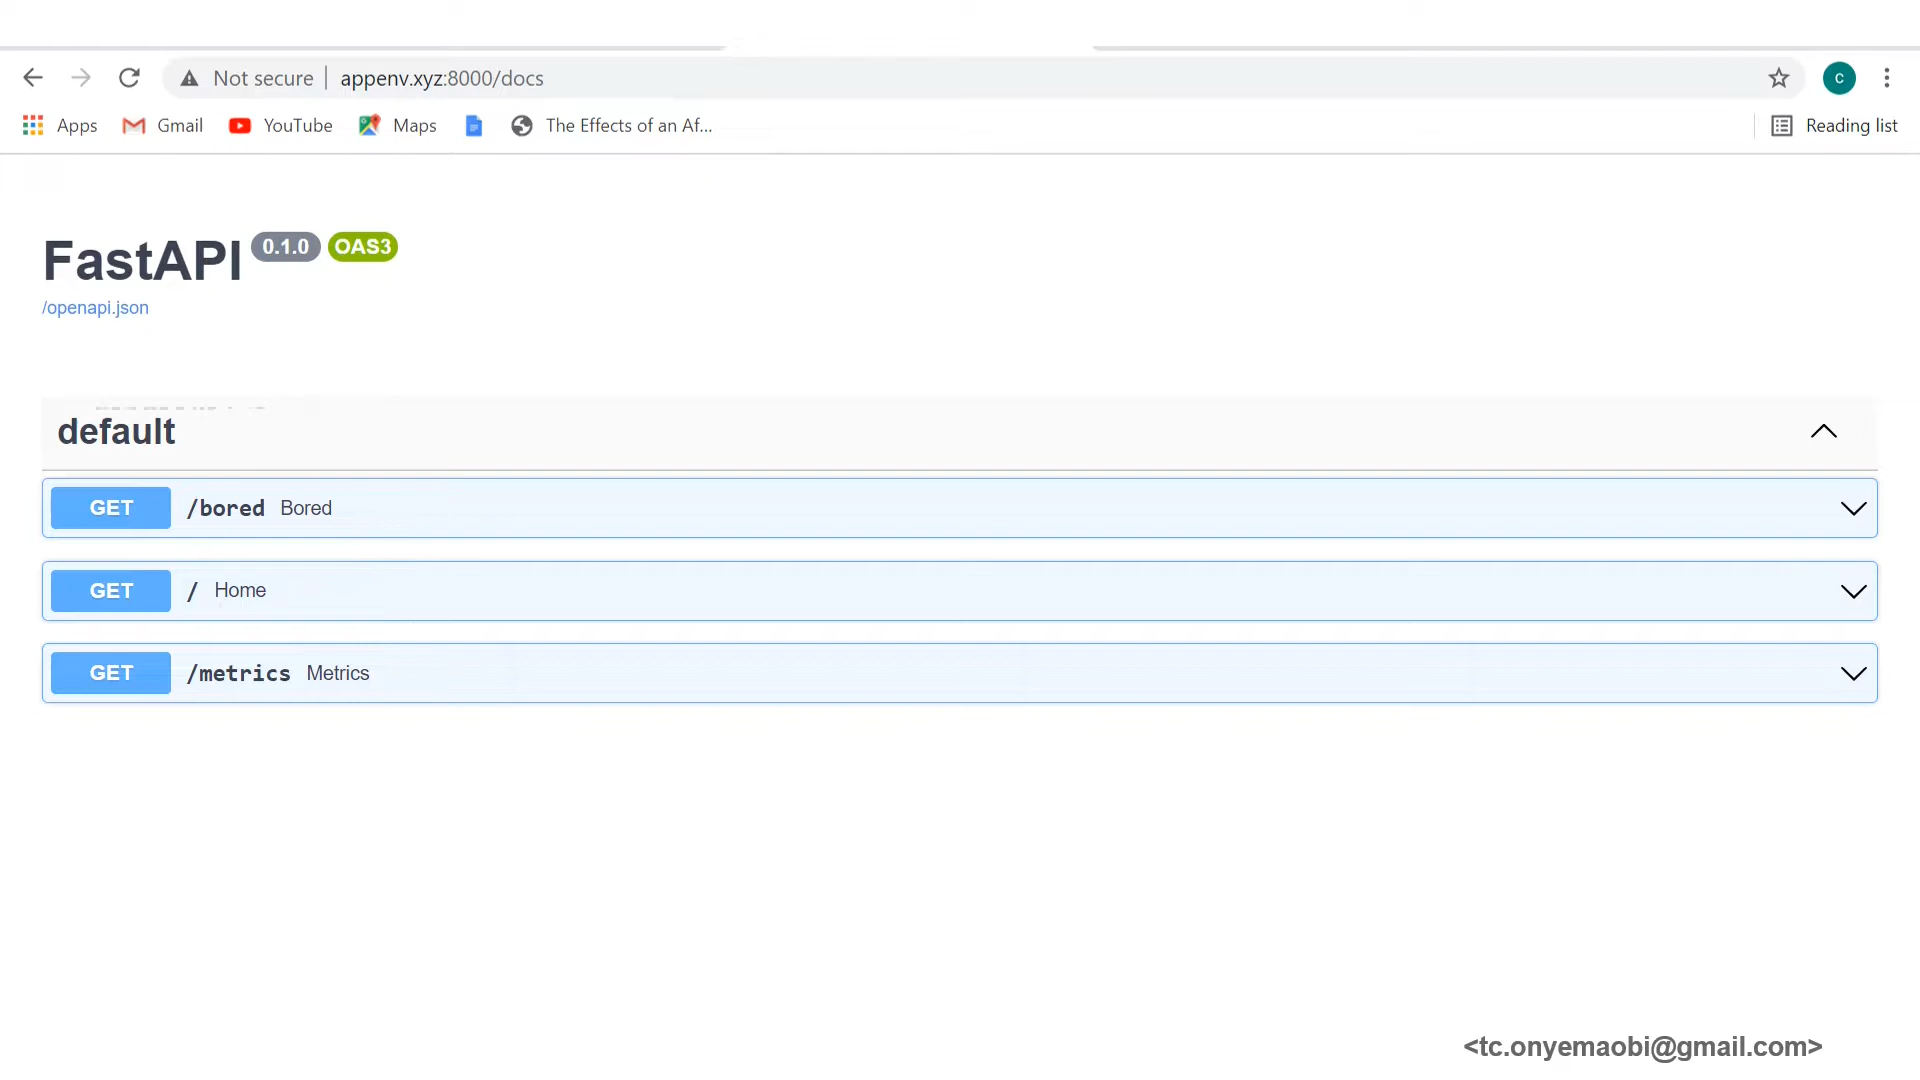 Not secure | appenv.xyz:8000/docs
c
Apps Gmail YouTube Maps The Effects of an Af... Reading list
FastAPI 0.1.0 OAS3
/openapi.json
default
GET /bored Bored
GET / Home
GET /metrics Metrics
<tc.onyemaobi@gmail.com>